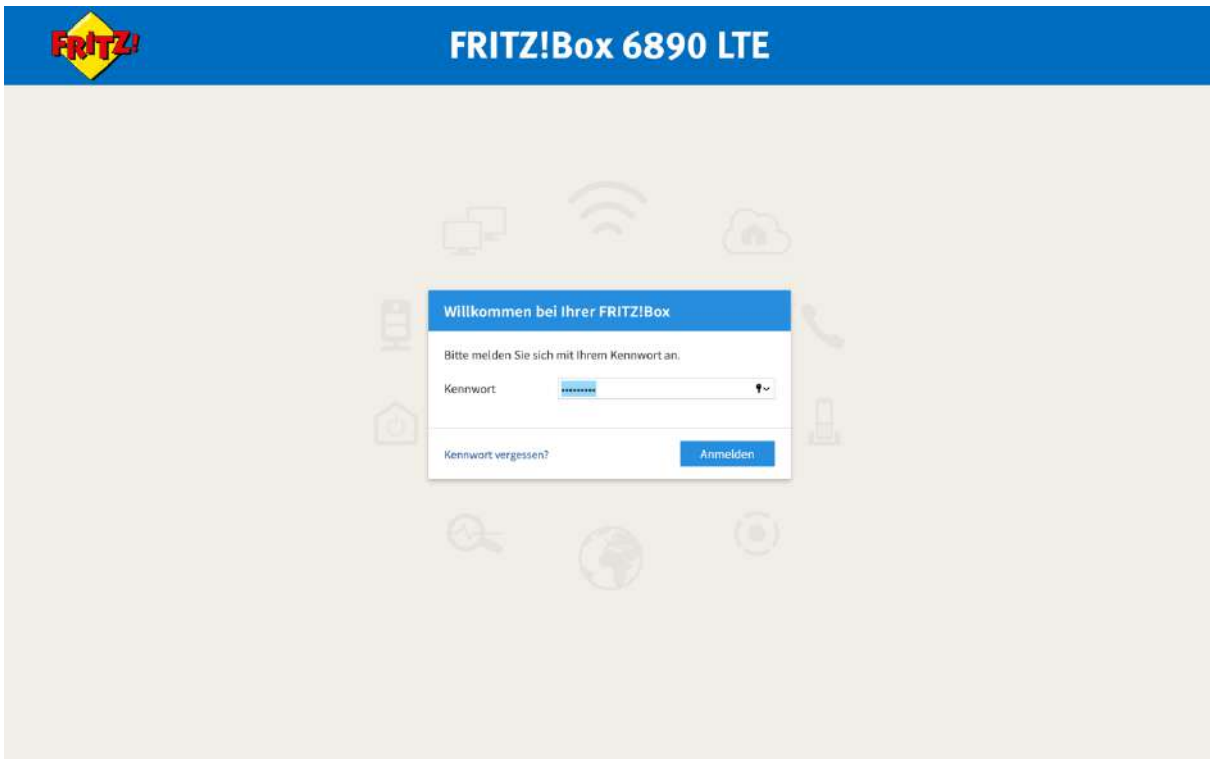 FRITZ!
FRITZ!Box 6890 LTE
Willkommen bei Ihrer FRITZ!Box
Bitte melden Sie sich mit Ihrem Kennwort an.
Kennwort •••••••••
Kennwort vergessen? Anmelden